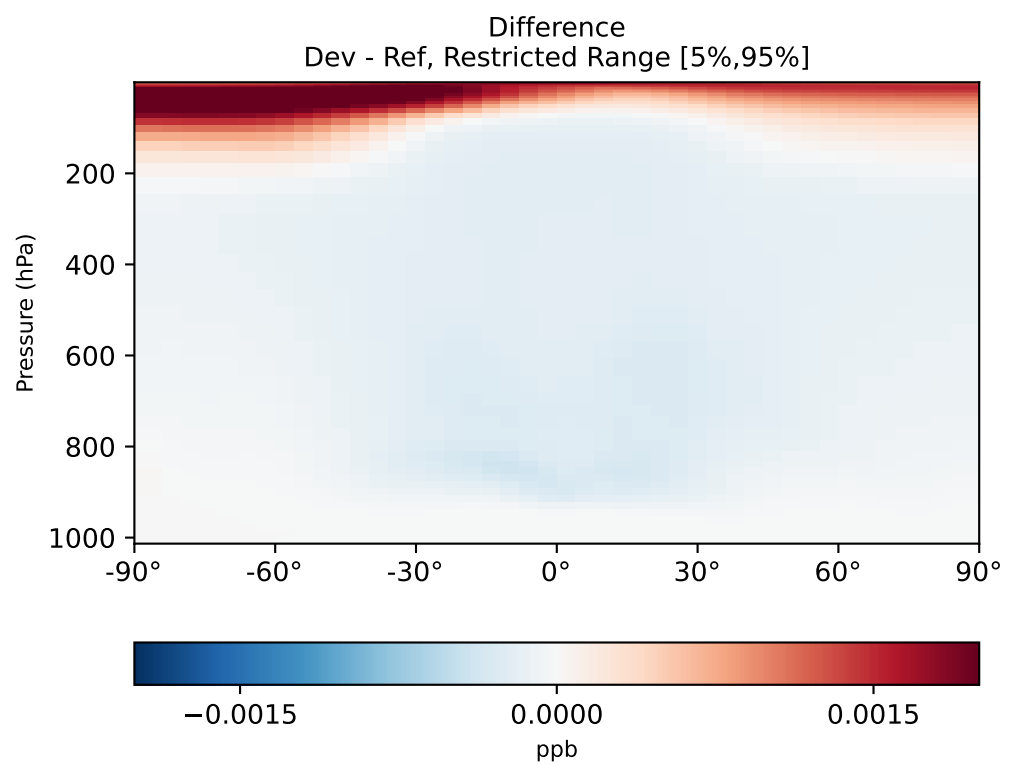 Difference
Dev - Ref, Restricted Range [5%,95%]
Pressure (hPa)
200
400
600
800
1000
-90° -60° -30° 0° 30° 60° 90°
−0.0015 0.0000 0.0015
ppb